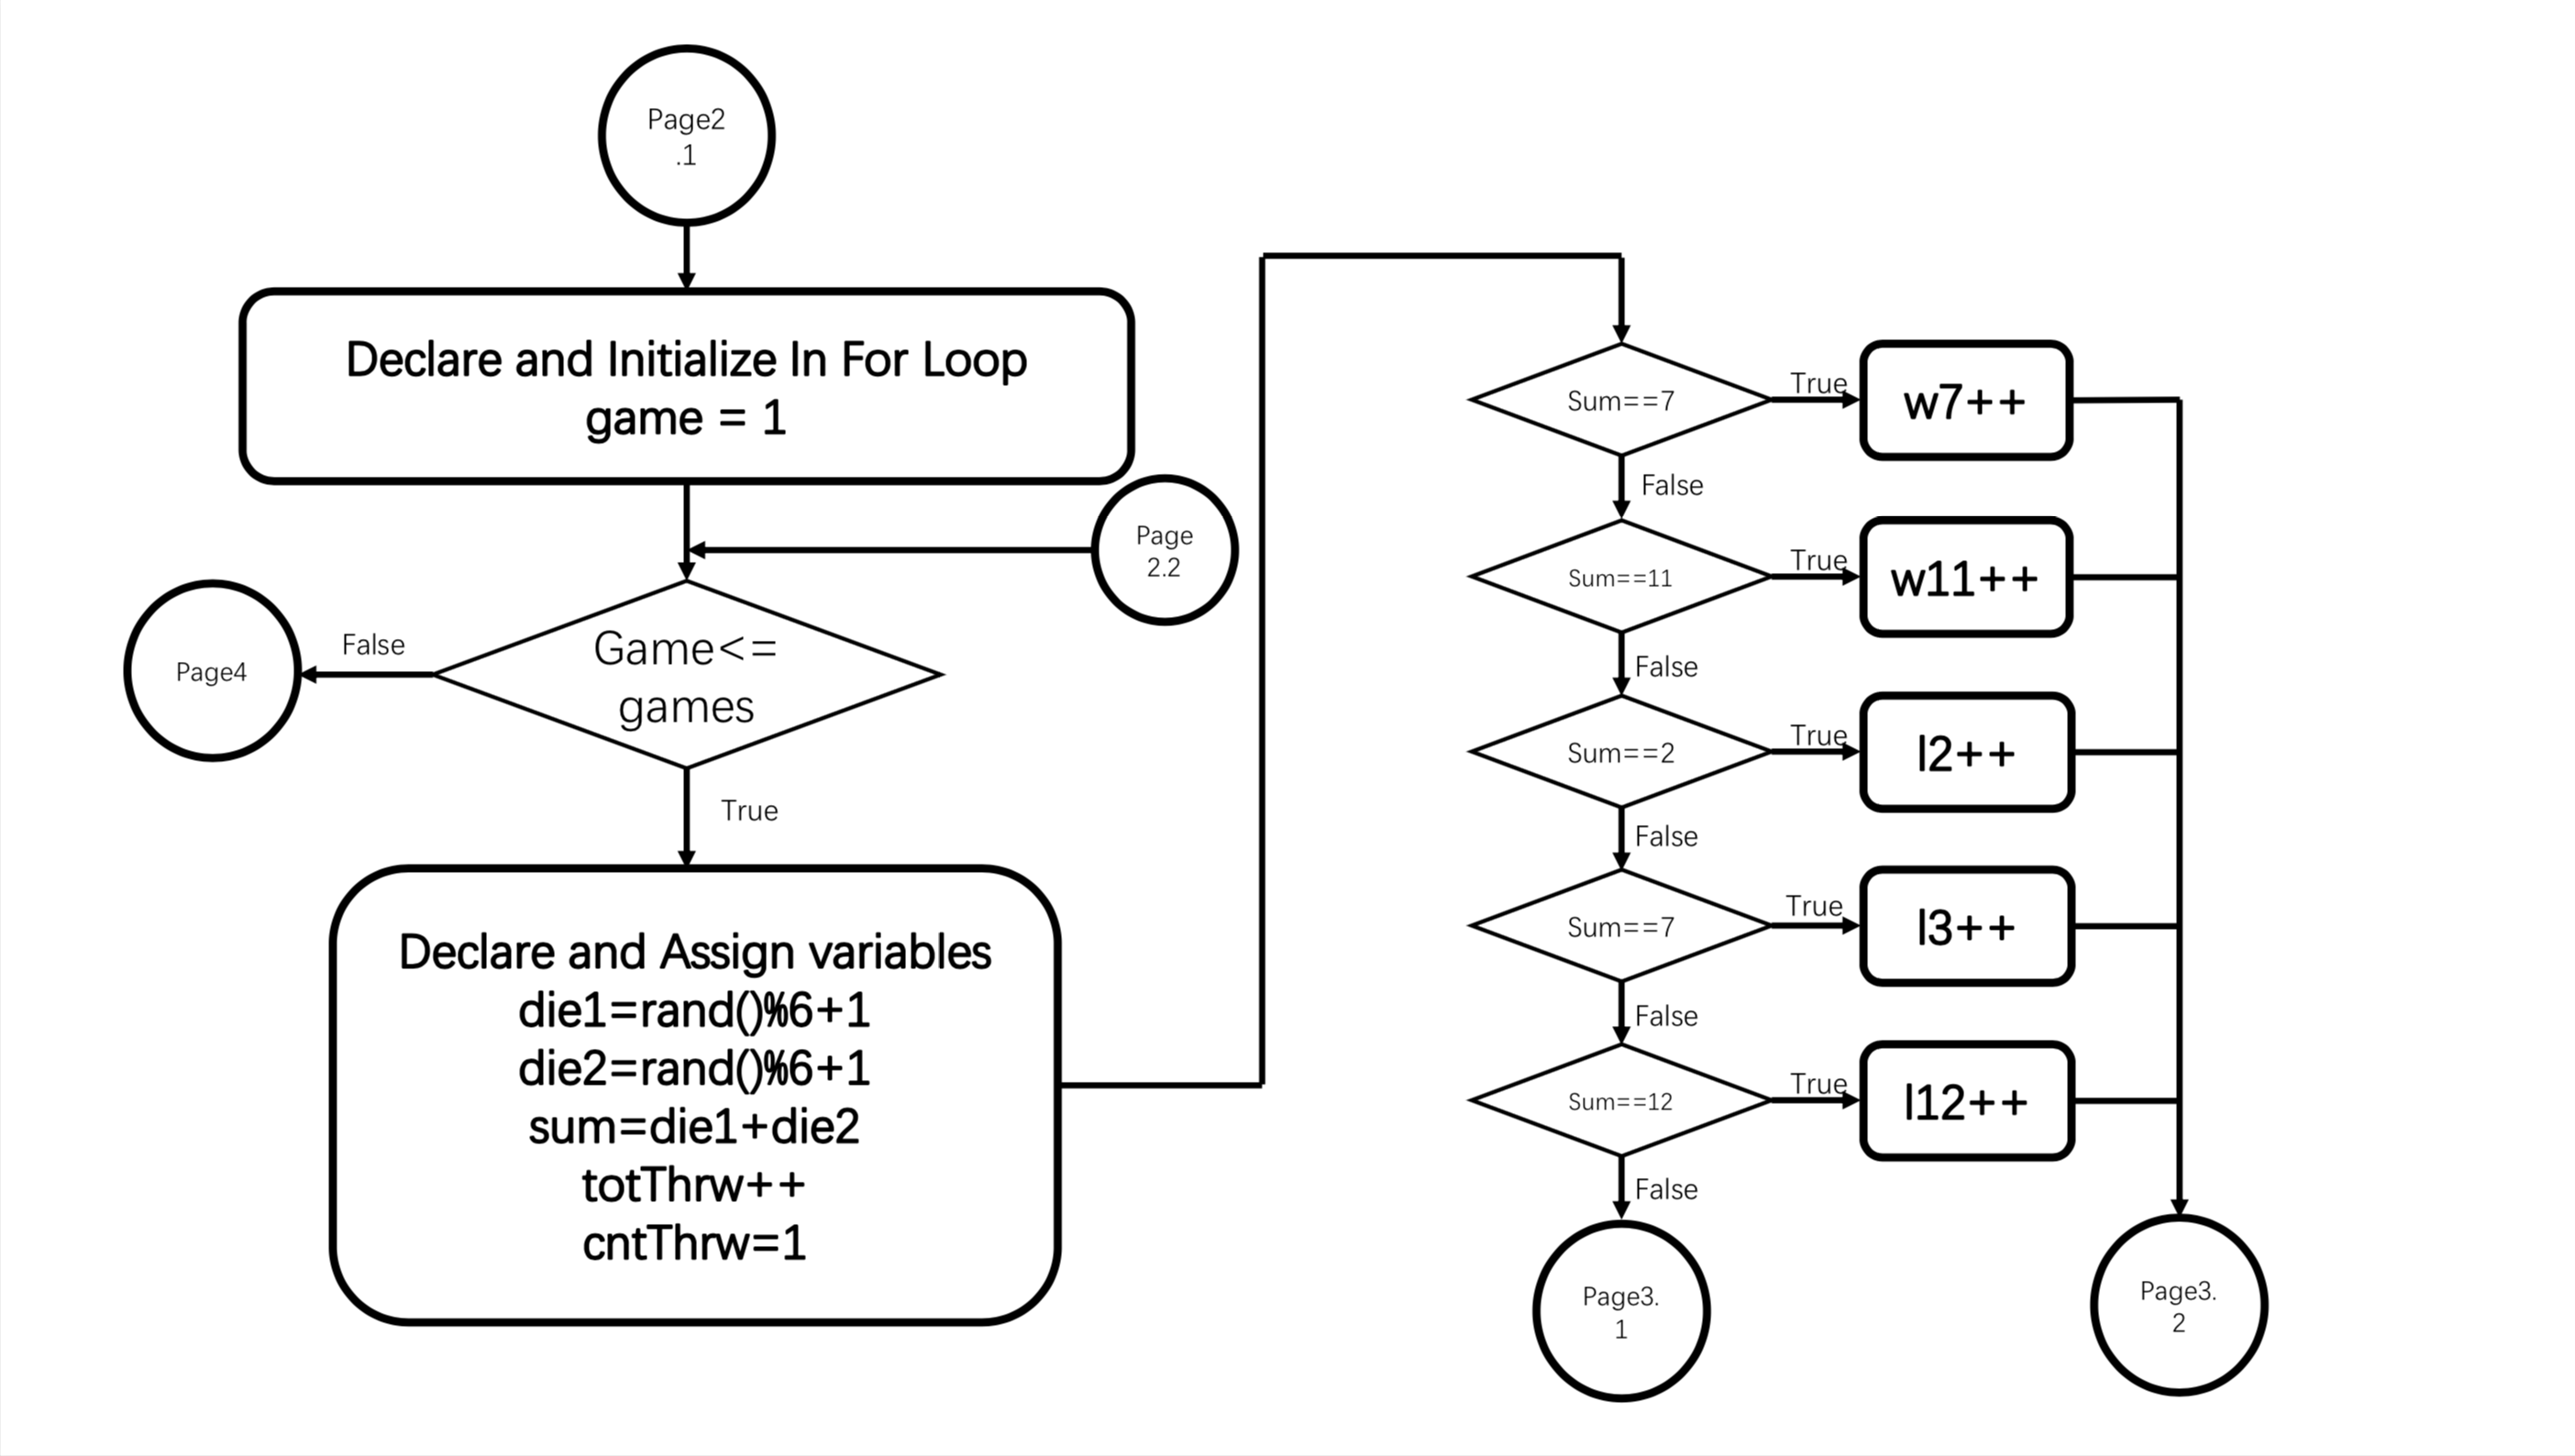 Page2
.1
Declare and Initialize In For Loop
game = 1
Page
2.2
Game<=
games
False
Page4
True
Declare and Assign variables
die1=rand()%6+1
die2=rand()%6+1
sum=die1+die2
totThrw++
cntThrw=1
Sum==7
True
w7++
False
Sum==11
True
w11++
False
Sum==2
True
l2++
False
Sum==7
True
l3++
False
Sum==12
True
l12++
False
Page3.
1
Page3.
2